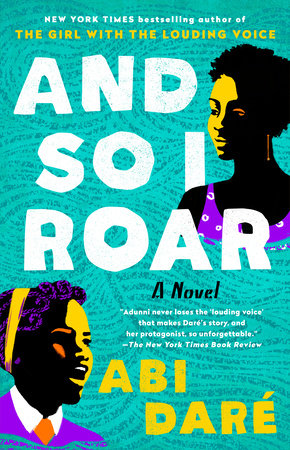 NEW YORK TIMES bestselling author of
THE GIRL WITH THE LOUDING VOICE
AND
SO I
ROAR
A Novel
"Adunni never loses the 'louding voice'
that makes Daré's story, and
her protagonist, so unforgettable."
—The New York Times Book Review
ABI
DARÉ